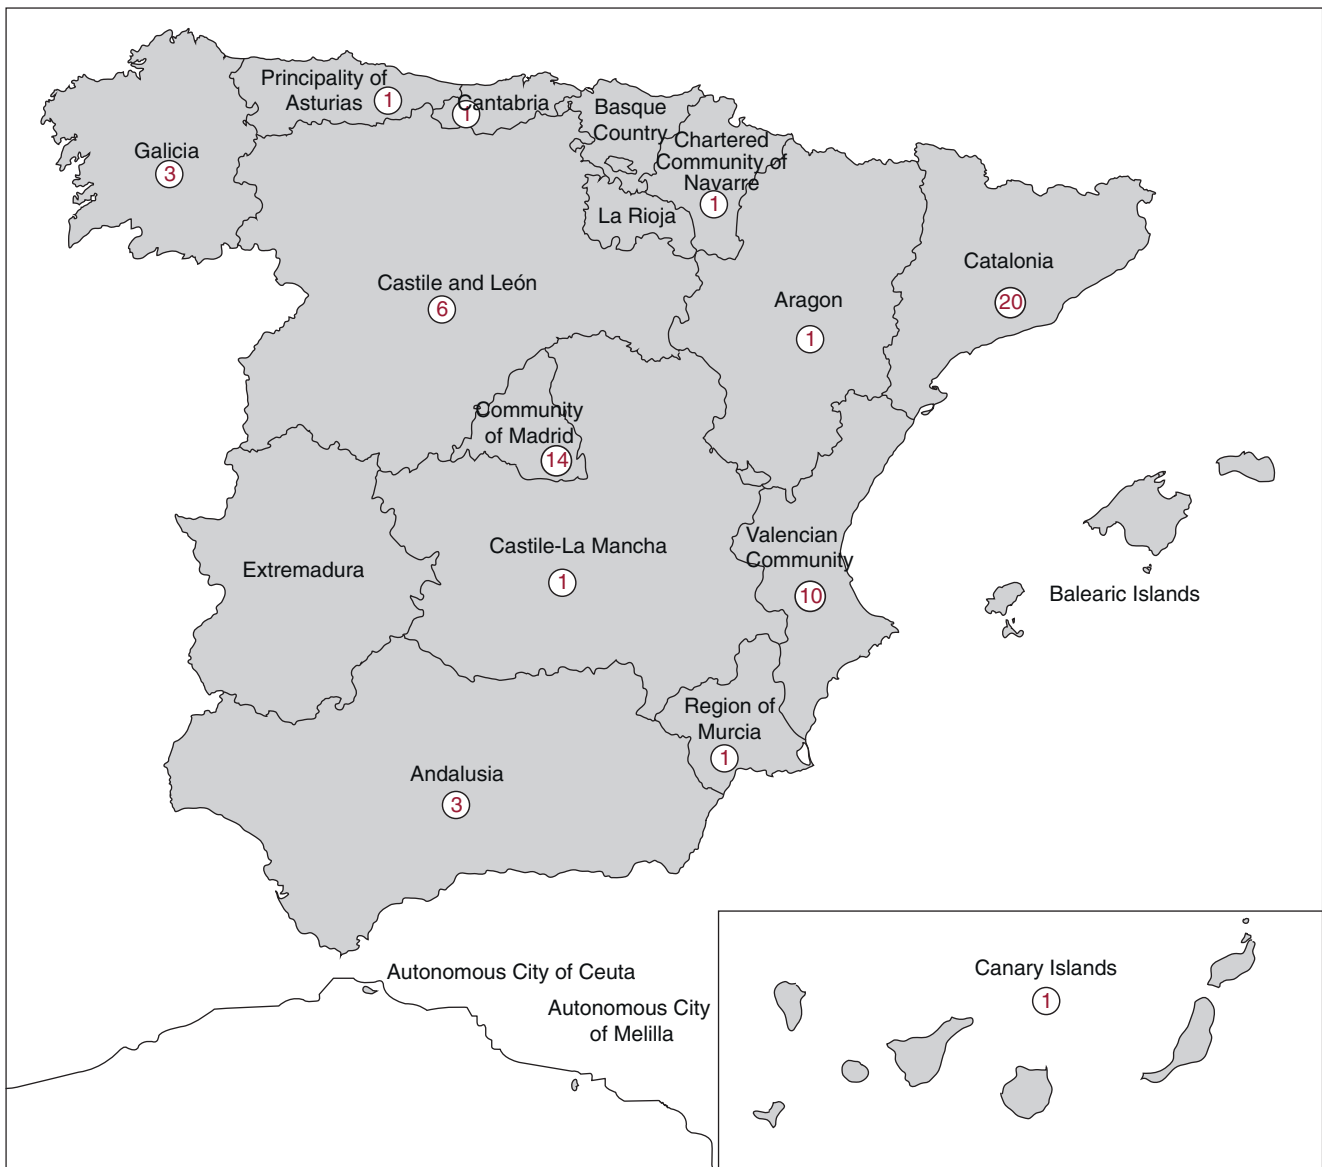 Principality of
Asturias
1
Cantabria
1
Basque
Country
Chartered
Community of
Navarre
1
Galicia
3
La Rioja
Castile and León
6
Catalonia
20
Aragon
1
Community
of Madrid
14
Valencian
Community
10
Castile-La Mancha
1
Extremadura
Balearic Islands
Region of
Murcia
1
Andalusia
3
Autonomous City of Ceuta
Autonomous City
of Melilla
Canary Islands
1